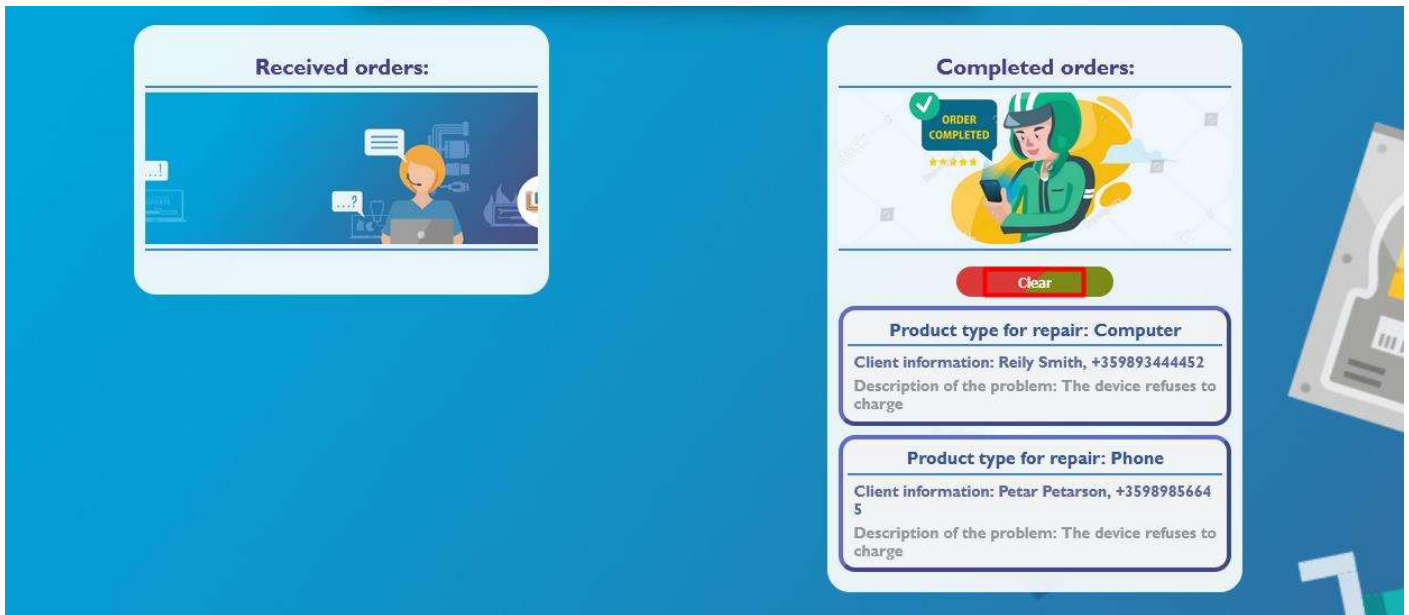 Received orders:
...!
...?
Completed orders:
ORDER
COMPLETED
Clear
Product type for repair: Computer
Client information: Reily Smith, +359893444452
Description of the problem: The device refuses to
charge
Product type for repair: Phone
Client information: Petar Petarson, +3598985664
5
Description of the problem: The device refuses to
charge